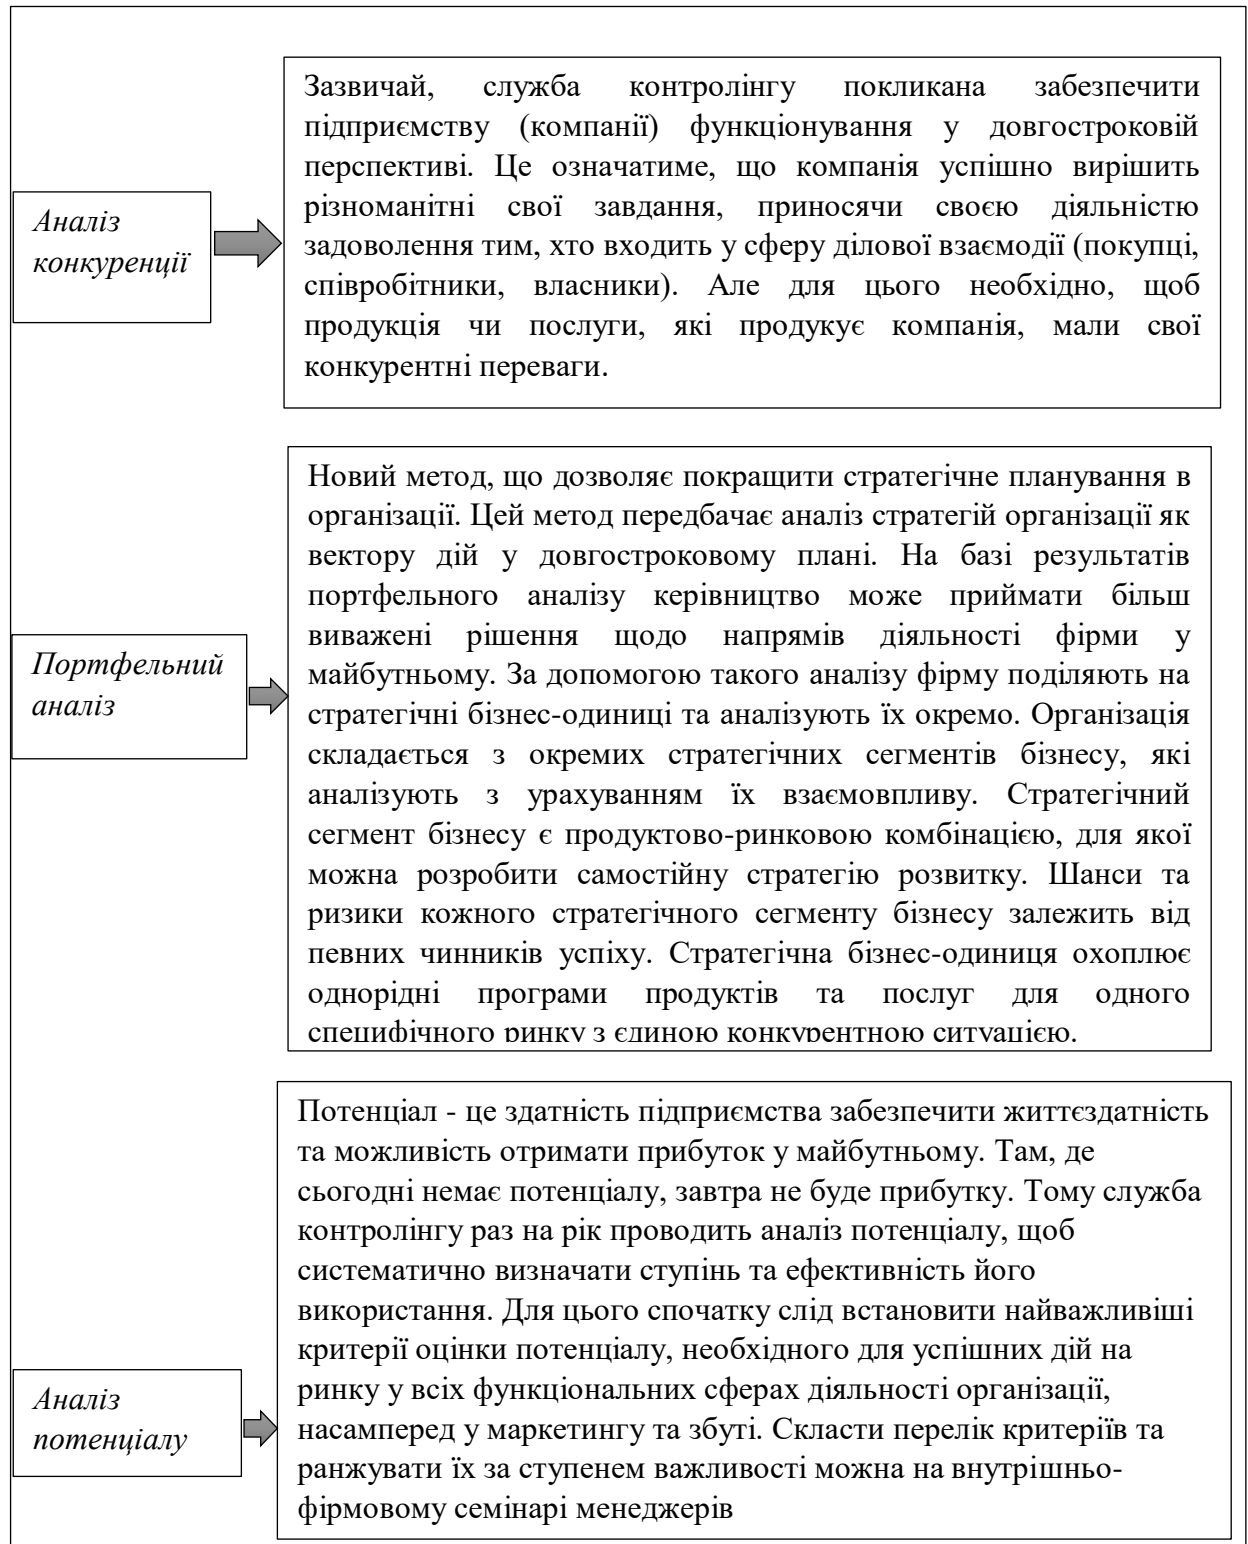 Аналіз
конкуренції
Зазвичай, служба контролінгу покликана забезпечити
підприємству (компанії) функціонування у довгостроковій
перспективі. Це означатиме, що компанія успішно вирішить
різноманітні свої завдання, приносячи своєю діяльністю
задоволення тим, хто входить у сферу ділової взаємодії (покупці,
співробітники, власники). Але для цього необхідно, щоб
продукція чи послуги, які продукує компанія, мали свої
конкурентні переваги.
Портфельний
аналіз
Новий метод, що дозволяє покращити стратегічне планування в
організації. Цей метод передбачає аналіз стратегій організації як
вектору дій у довгостроковому плані. На базі результатів
портфельного аналізу керівництво може приймати більш
виважені рішення щодо напрямів діяльності фірми у
майбутньому. За допомогою такого аналізу фірму поділяють на
стратегічні бізнес-одиниці та аналізують їх окремо. Організація
складається з окремих стратегічних сегментів бізнесу, які
аналізують з урахуванням їх взаємовпливу. Стратегічний
сегмент бізнесу є продуктово-ринковою комбінацією, для якої
можна розробити самостійну стратегію розвитку. Шанси та
ризики кожного стратегічного сегменту бізнесу залежить від
певних чинників успіху. Стратегічна бізнес-одиниця охоплює
однорідні програми продуктів та послуг для одного
специфічного ринку з єдиною конкурентною ситуацією.
Аналіз
потенціалу
Потенціал - це здатність підприємства забезпечити життєздатність
та можливість отримати прибуток у майбутньому. Там, де
сьогодні немає потенціалу, завтра не буде прибутку. Тому служба
контролінгу раз на рік проводить аналіз потенціалу, щоб
систематично визначати ступінь та ефективність його
використання. Для цього спочатку слід встановити найважливіші
критерії оцінки потенціалу, необхідного для успішних дій на
ринку у всіх функціональних сферах діяльності організації,
насамперед у маркетингу та збуті. Скласти перелік критеріїв та
ранжувати їх за ступенем важливості можна на внутрішньо-
фірмовому семінарі менеджерів